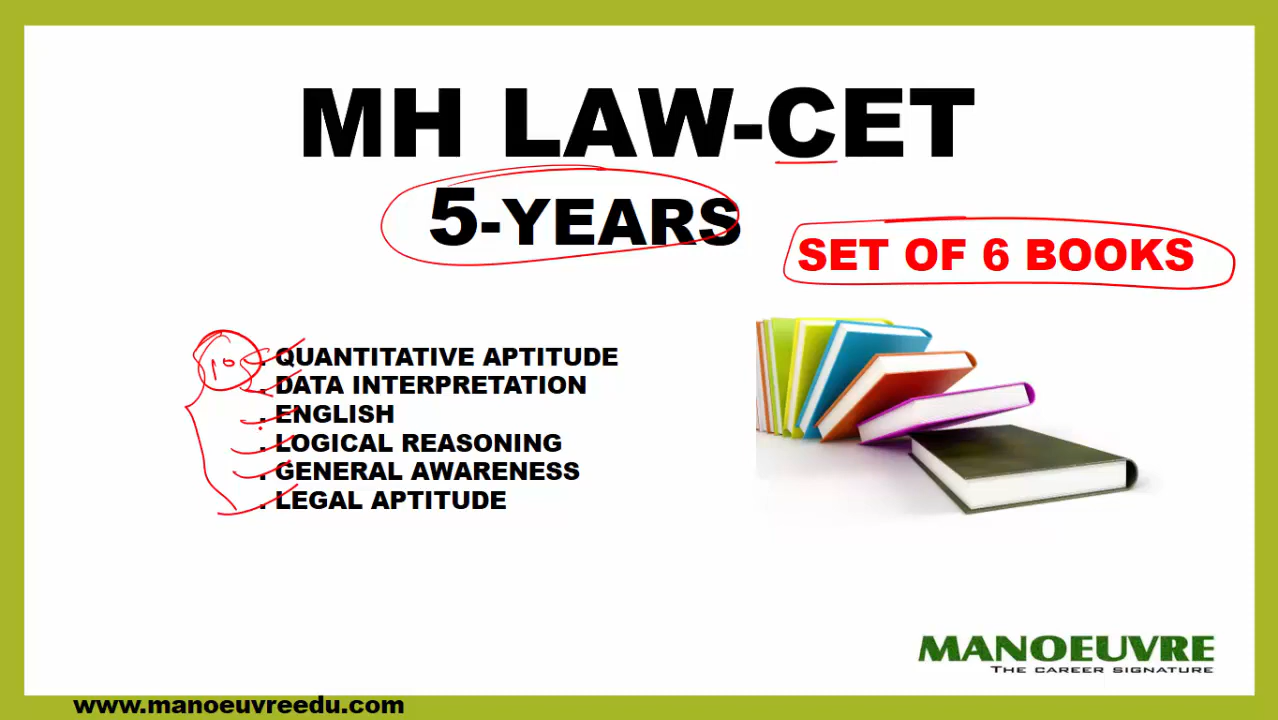 MH LAW-CET
5-YEARS
SET OF 6 BOOKS
10
. QUANTITATIVE APTITUDE
. DATA INTERPRETATION
. ENGLISH
. LOGICAL REASONING
. GENERAL AWARENESS
. LEGAL APTITUDE
MANOEUVRE
THE CAREER SIGNATURE
www.manoeuvreedu.com